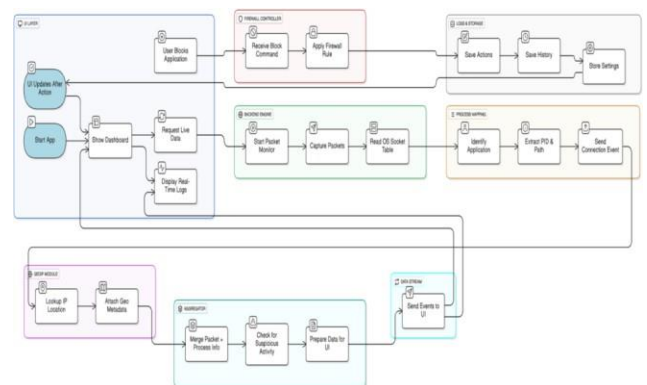 UI LAYER
User Blocks
Application
UI Updates After
Action
Start App
Show Dashboard
Request Live
Data
Display Real-
Time Logs
FIREWALL CONTROLLER
Receive Block
Command
Apply Firewall
Rule
LOGS & STORAGE
Save Actions
Save History
Store Settings
BACKEND ENGINE
Start Packet
Monitor
Capture Packets
Read OS Socket
Table
PROCESS MAPPING
Identify
Application
Extract PID &
Path
Send
Connection Event
GEOIP MODULE
Lookup IP
Location
Attach Geo
Metadata
AGGREGATOR
Merge Packet +
Process Info
Check for
Suspicious
Activity
Prepare Data for
UI
DATA STREAM
Send Events to
UI